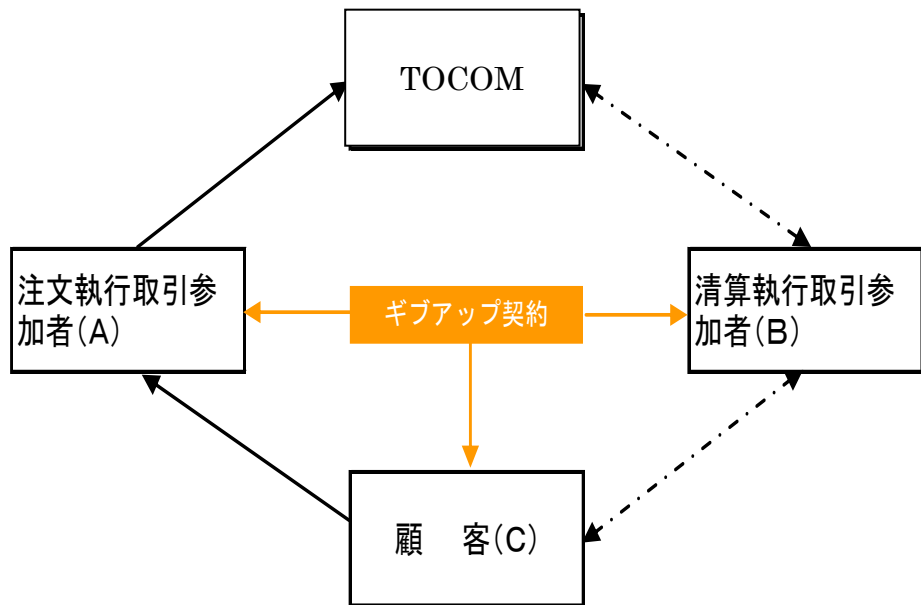 TOCOM
注文執行取引参
加者(A)
ギブアップ契約
清算執行取引参
加者(B)
顧　客(C)